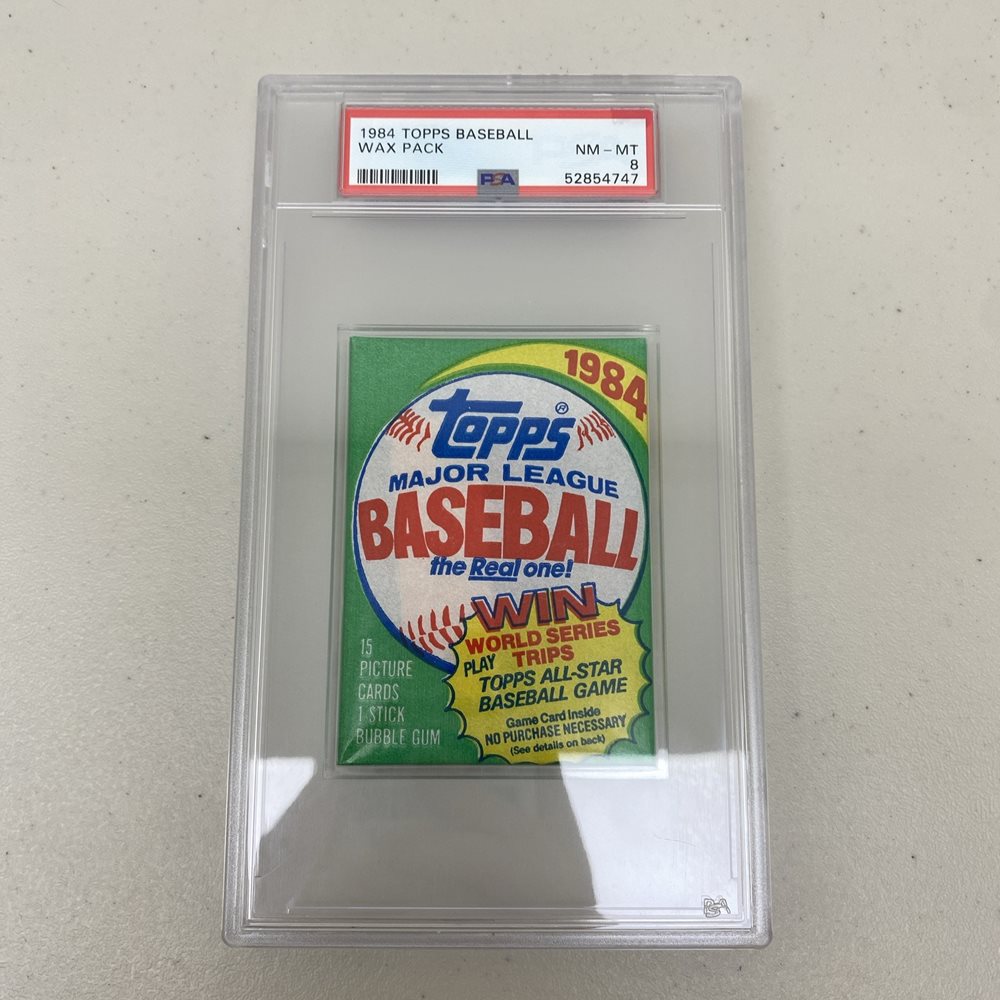 1984 TOPPS BASEBALL
WAX PACK
NM - MT
8
PSA
52854747
1984
topps®
MAJOR LEAGUE
BASEBALL
the Real one!
WIN
WORLD SERIES
TRIPS
PLAY
TOPPS ALL-STAR
BASEBALL GAME
Game Card Inside
NO PURCHASE NECESSARY
(See details on back)
15
PICTURE
CARDS
1 STICK
BUBBLE GUM
PSA